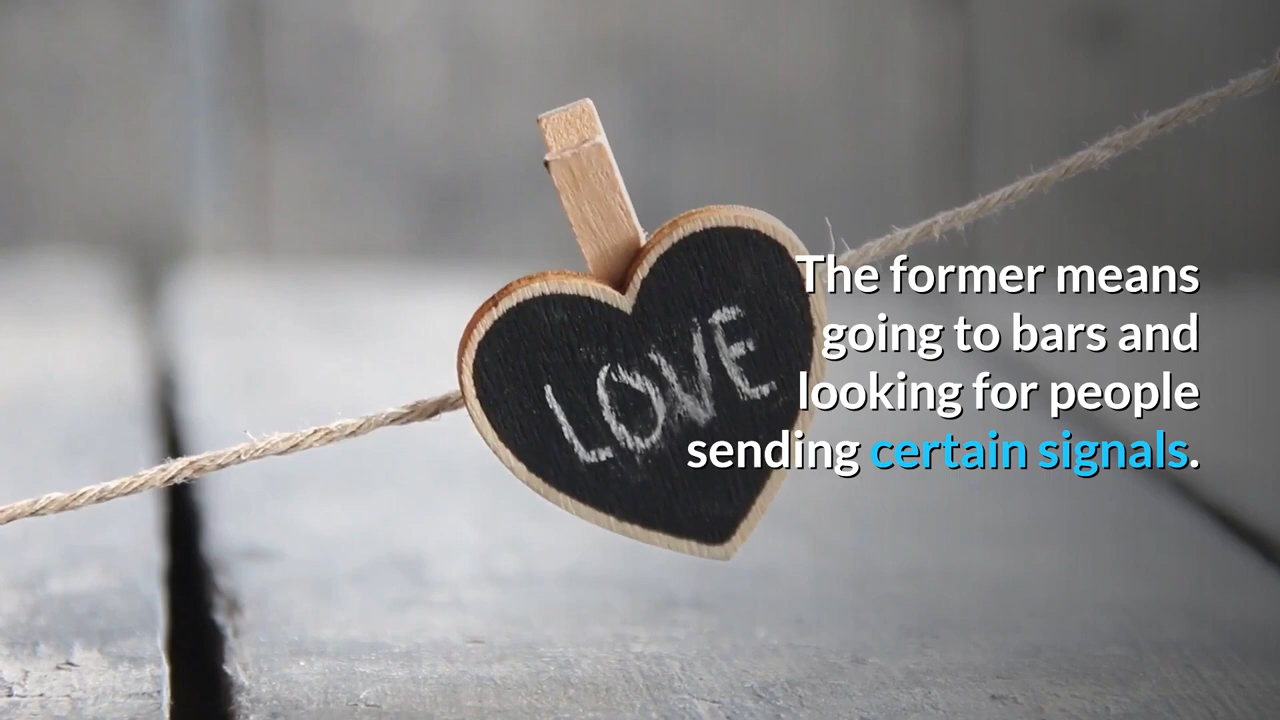 LOVE
The former means
going to bars and
looking for people
sending certain signals.